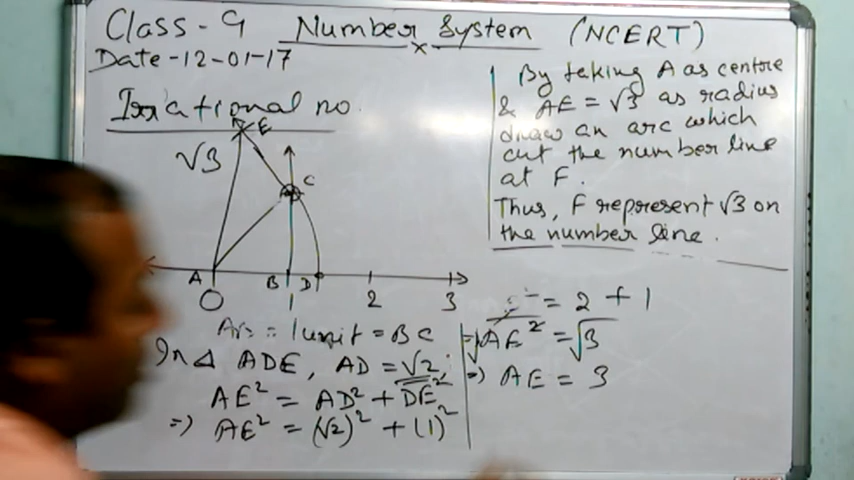 Class-9 Number System (NCERT)
Date-12-01-17
Irrational no.
E
√3
C
A B D 2 3
O 1
= 1 unit = BC
In Δ ADE, AD = √2,
AE² = AD² + DE²
=> AE² = (√2)² + (1)²
By taking A as centre
& AE = √3 as radius
draw an arc which
cut the number line
at F.
Thus, F represent √3 on
the number line.
= 2 + 1
=> √AE² = √3
=> AE = 3